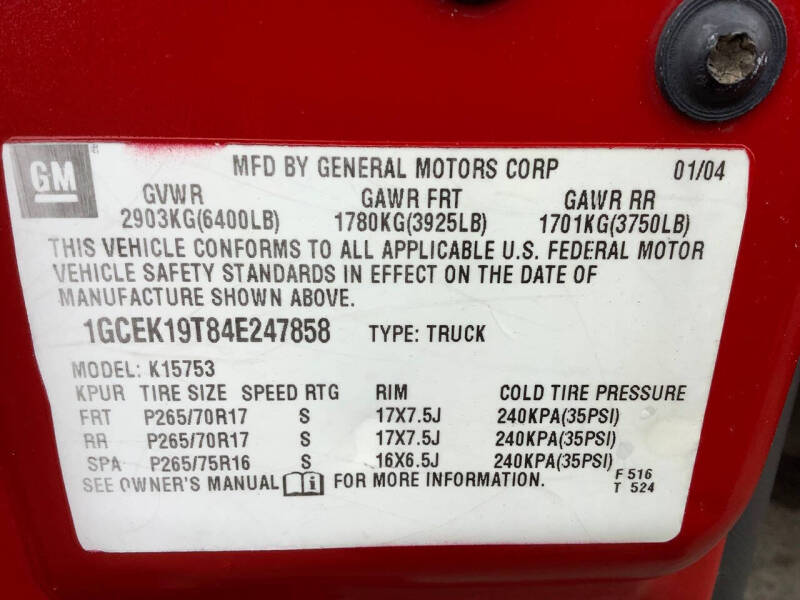 GM MFD BY GENERAL MOTORS CORP 01/04
GVWR GAWR FRT GAWR RR
2903KG(6400LB) 1780KG(3925LB) 1701KG(3750LB)
THIS VEHICLE CONFORMS TO ALL APPLICABLE U.S. FEDERAL MOTOR
VEHICLE SAFETY STANDARDS IN EFFECT ON THE DATE OF
MANUFACTURE SHOWN ABOVE.
1GCEK19T84E247858 TYPE: TRUCK
MODEL: K15753
KPUR TIRE SIZE SPEED RTG RIM COLD TIRE PRESSURE
FRT P265/70R17 S 17X7.5J 240KPA(35PSI)
RR P265/70R17 S 17X7.5J 240KPA(35PSI)
SPA P265/75R16 S 16X6.5J 240KPA(35PSI)
SEE OWNER'S MANUAL i FOR MORE INFORMATION.
F 516
T 524